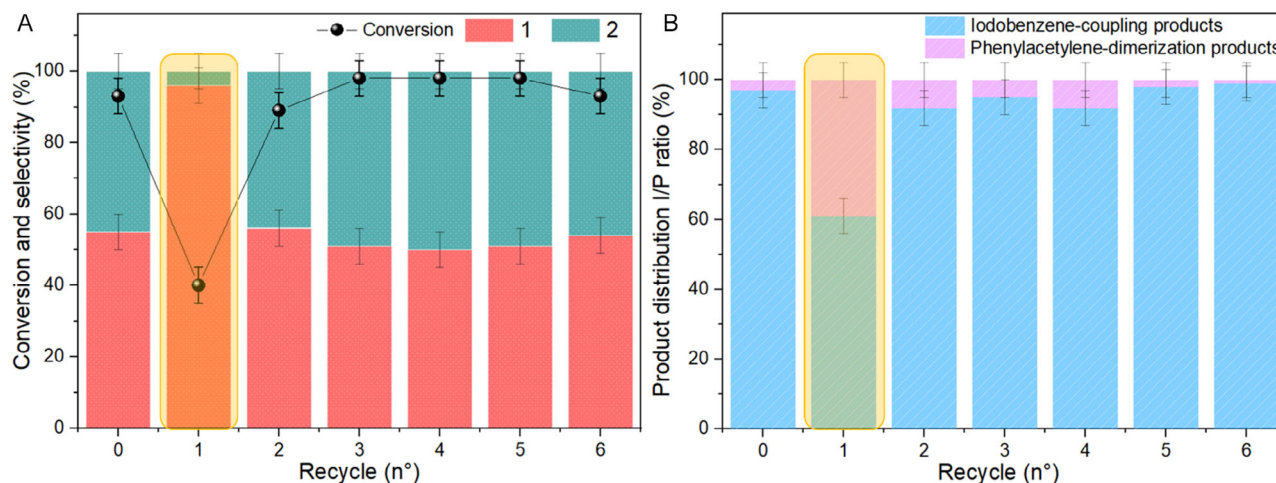 A
Conversion 1 2
Conversion and selectivity (%)
100
80
60
40
20
0
0 1 2 3 4 5 6
Recycle (n°)
B
Iodobenzene-coupling products
Phenylacetylene-dimerization products
Product distribution I/P ratio (%)
100
80
60
40
20
0
0 1 2 3 4 5 6
Recycle (n°)